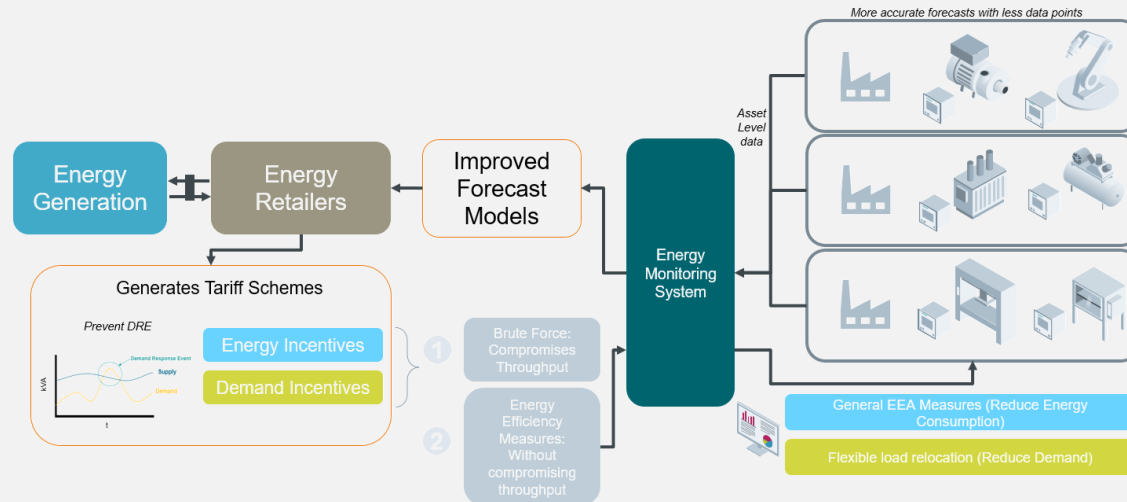 More accurate forecasts with less data points
Asset
Level
data
Energy
Generation
Energy
Retailers
Improved
Forecast
Models
Energy
Monitoring
System
Generates Tariff Schemes
Prevent DRE
Demand Response Event
Supply
Demand
kVA
t
Energy Incentives
Demand Incentives
1
Brute Force:
Compromises
Throughput
2
Energy
Efficiency
Measures:
Without
compromising
throughput
General EEA Measures (Reduce Energy
Consumption)
Flexible load relocation (Reduce Demand)